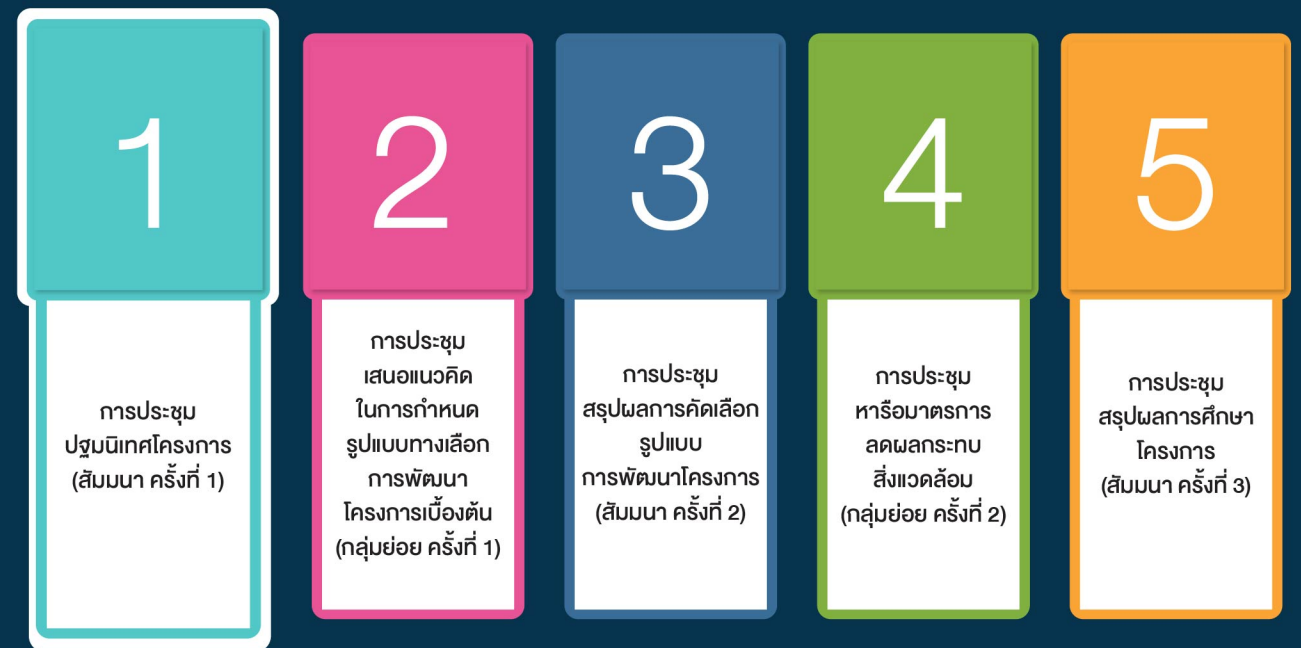 1
การประชุม
ปฐมนิเทศโครงการ
(สัมมนา ครั้งที่ 1)
2
การประชุม
เสนอแนวคิด
ในการกำหนด
รูปแบบทางเลือก
การพัฒนา
โครงการเบื้องต้น
(กลุ่มย่อย ครั้งที่ 1)
3
การประชุม
สรุปผลการคัดเลือก
รูปแบบ
การพัฒนาโครงการ
(สัมมนา ครั้งที่ 2)
4
การประชุม
หารือมาตรการ
ลดผลกระทบ
สิ่งแวดล้อม
(กลุ่มย่อย ครั้งที่ 2)
5
การประชุม
สรุปผลการศึกษา
โครงการ
(สัมมนา ครั้งที่ 3)